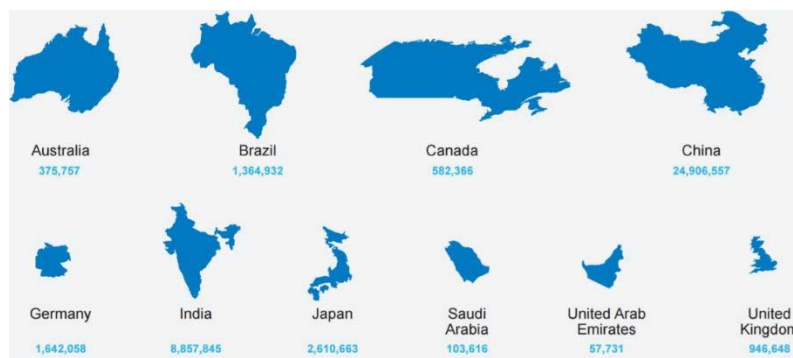 Australia Brazil Canada China
375,757 1,364,932 582,366 24,906,557
Germany India Japan Saudi Arabia United Arab Emirates United Kingdom
1,642,058 8,857,845 2,610,663 103,616 57,731 946,648